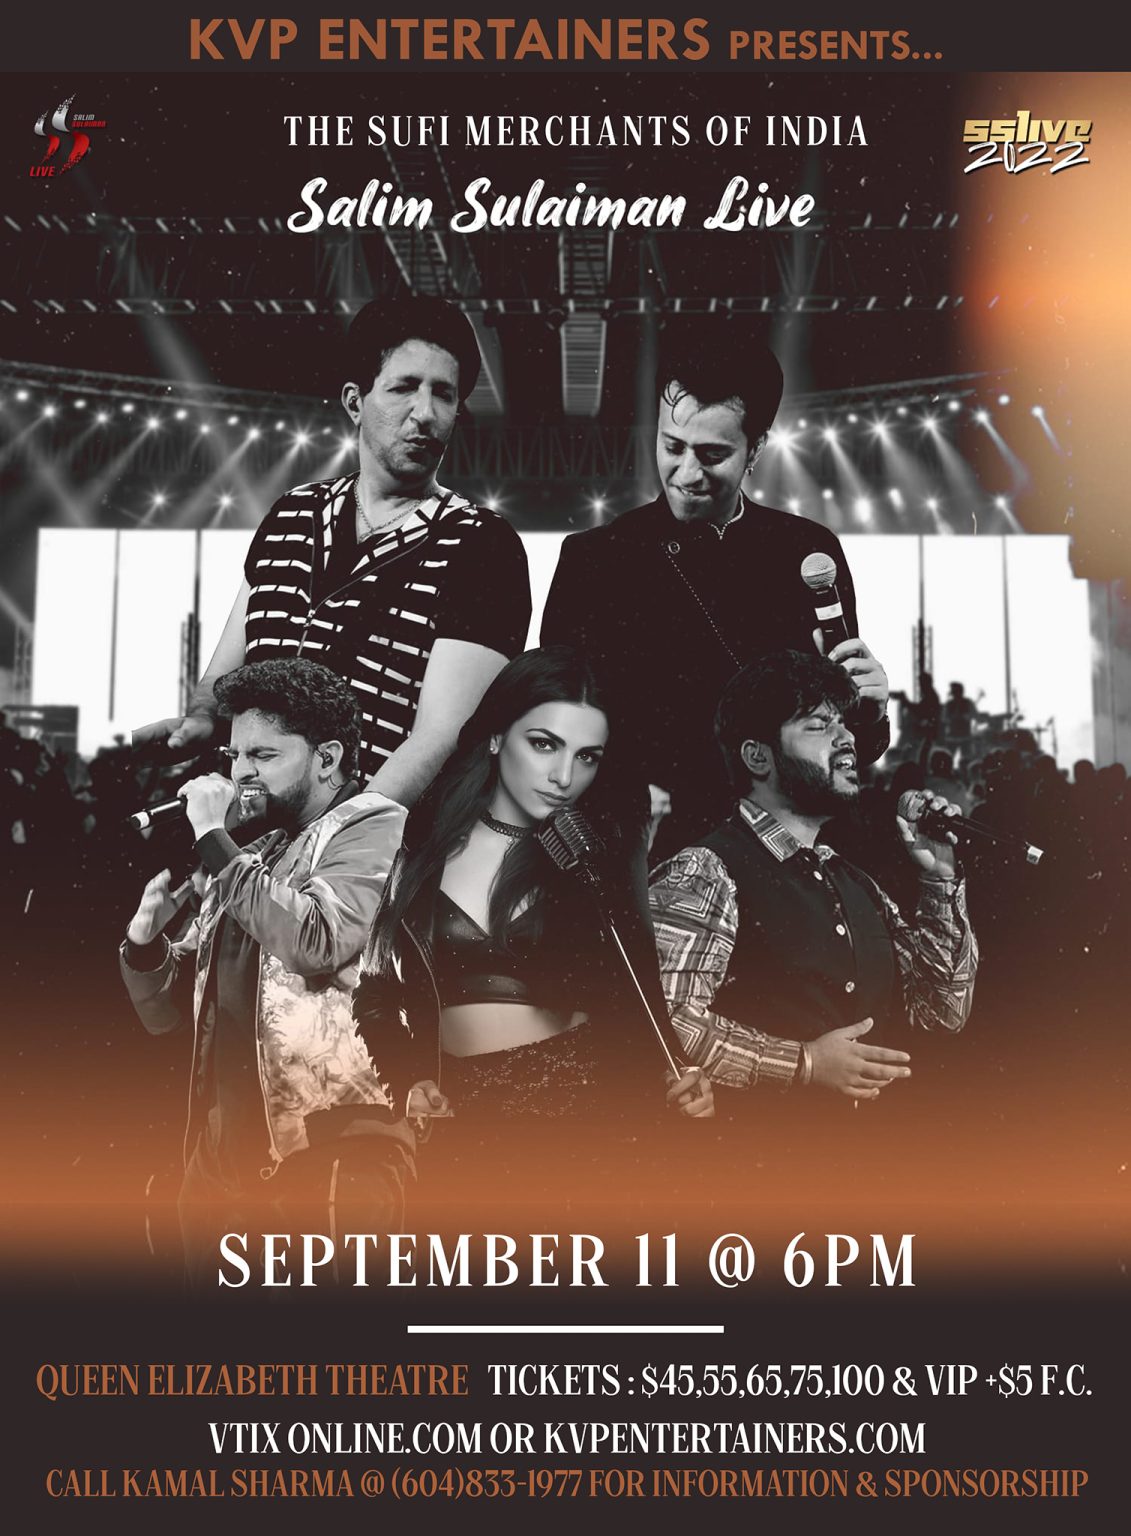 KVP ENTERTAINERS PRESENTS...
THE SUFI MERCHANTS OF INDIA
SALIM
SULAIMAN
LIVE
sslive
2022
Salim Sulaiman Live
SEPTEMBER 11 @ 6PM
QUEEN ELIZABETH THEATRE TICKETS : $45,55,65,75,100 & VIP +$5 F.C.
VTIX ONLINE.COM OR KVPENTERTAINERS.COM
CALL KAMAL SHARMA @ (604)833-1977 FOR INFORMATION & SPONSORSHIP